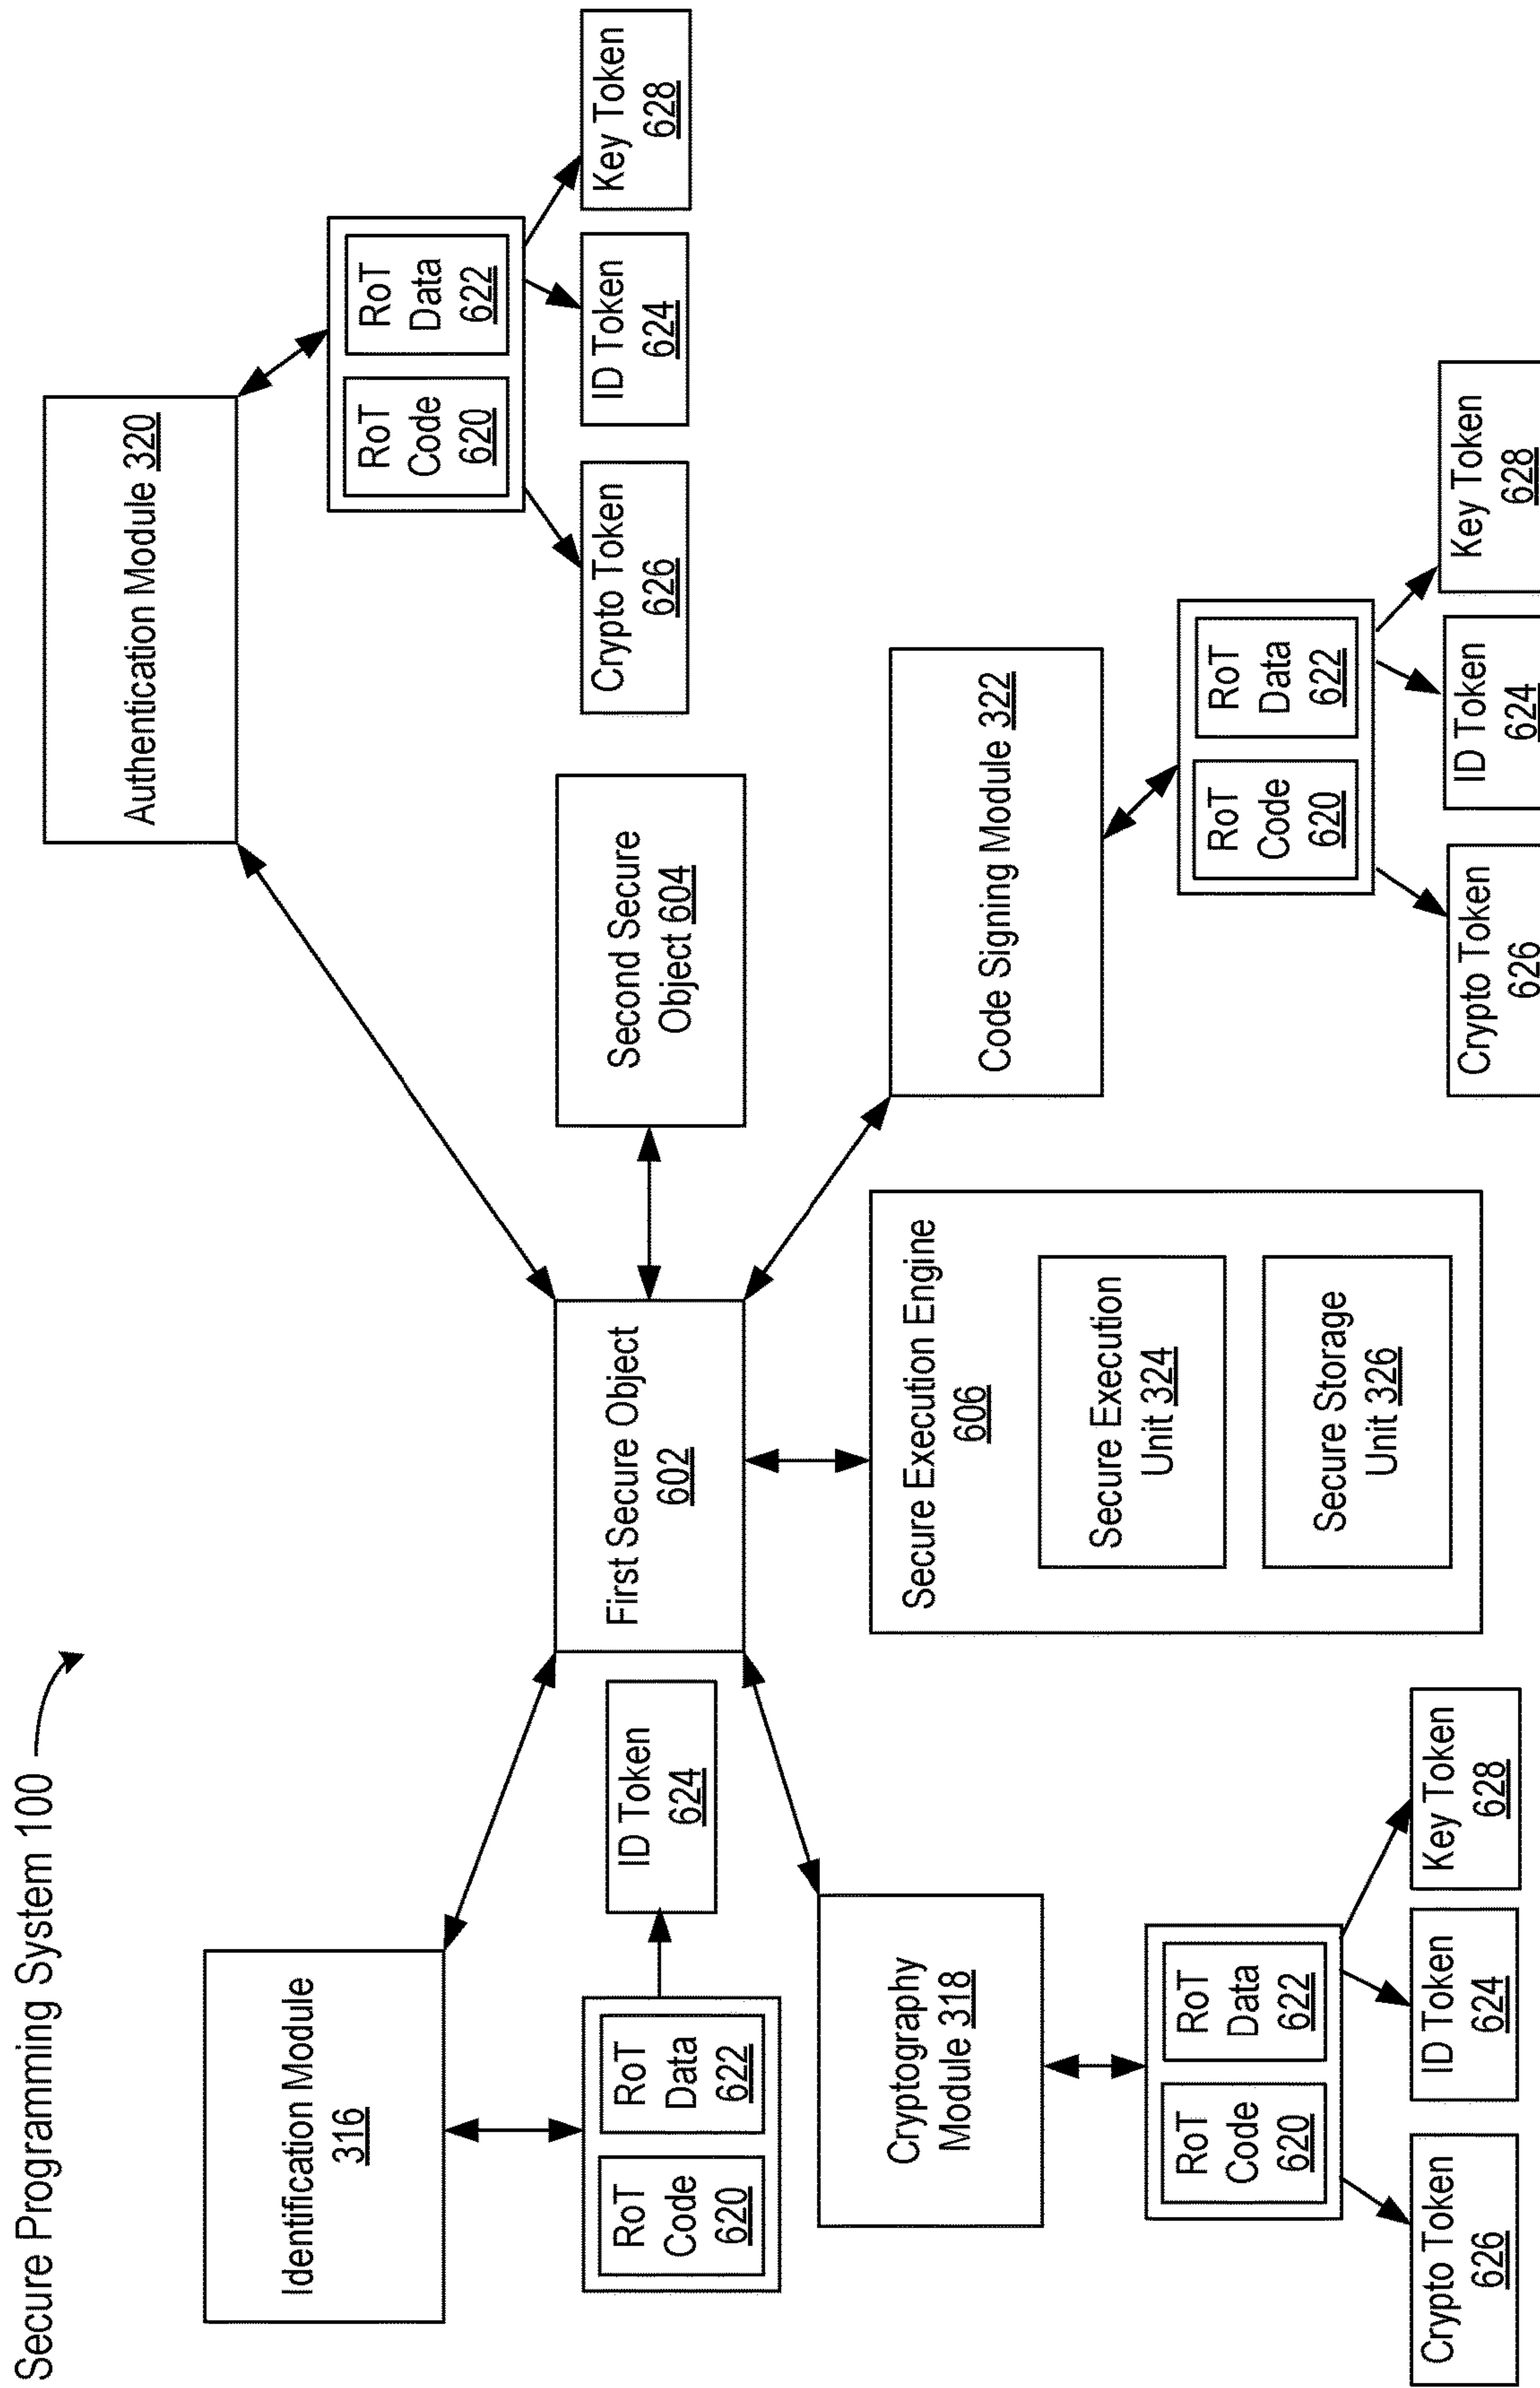 Secure Programming System 100
Identification Module
316
RoT
Code
620
RoT
Data
622
ID Token
624
Authentication Module 320
RoT
Code
620
RoT
Data
622
Crypto Token
626
ID Token
624
Key Token
628
First Secure Object
602
Second Secure
Object 604
Cryptography
Module 318
RoT
Code
620
RoT
Data
622
Crypto Token
626
ID Token
624
Key Token
628
Secure Execution Engine
606
Secure Execution
Unit 324
Secure Storage
Unit 326
Code Signing Module 322
RoT
Code
620
RoT
Data
622
Crypto Token
626
ID Token
624
Key Token
628